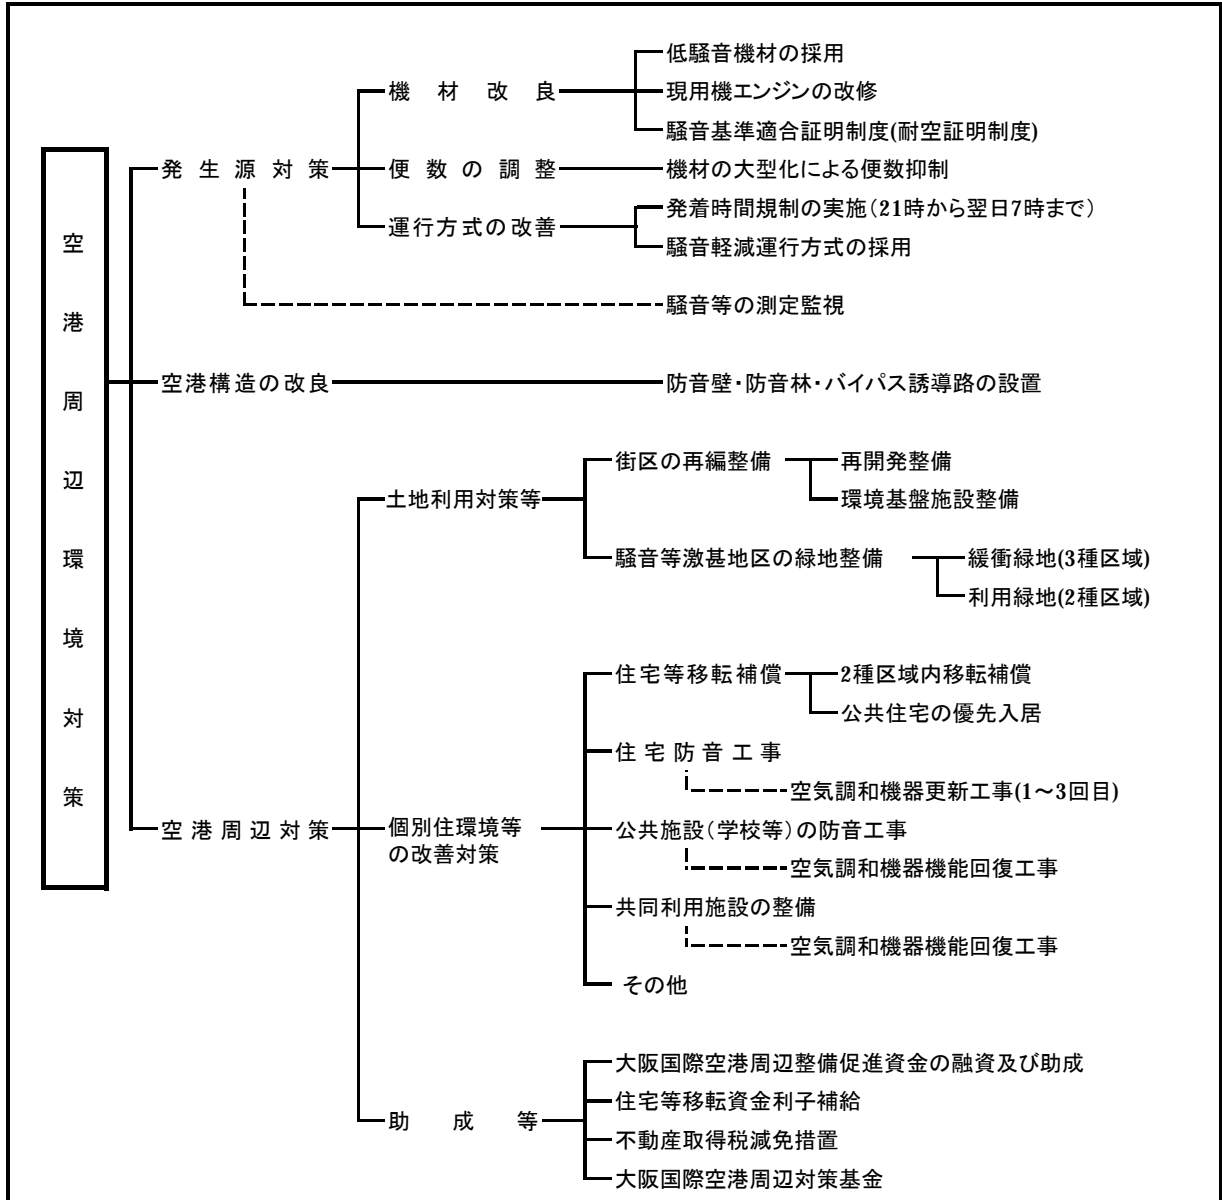 空港周辺環境対策
発生源対策
機材改良
低騒音機材の採用
現用機エンジンの改修
騒音基準適合証明制度(耐空証明制度)
便数の調整
機材の大型化による便数抑制
運行方式の改善
発着時間規制の実施(21時から翌日7時まで)
騒音軽減運行方式の採用
騒音等の測定監視
空港構造の改良
防音壁・防音林・バイパス誘導路の設置
空港周辺対策
土地利用対策等
街区の再編整備
再開発整備
環境基盤施設整備
騒音等激基地区の緑地整備
緩衝緑地(3種区域)
利用緑地(2種区域)
個別住環境等
の改善対策
住宅等移転補償
2種区域内移転補償
公共住宅の優先入居
住宅防音工事
空気調和機器更新工事(1～3回目)
公共施設(学校等)の防音工事
空気調和機器機能回復工事
共同利用施設の整備
空気調和機器機能回復工事
その他
助成等
大阪国際空港周辺整備促進資金の融資及び助成
住宅等移転資金利子補給
不動産取得税減免措置
大阪国際空港周辺対策基金